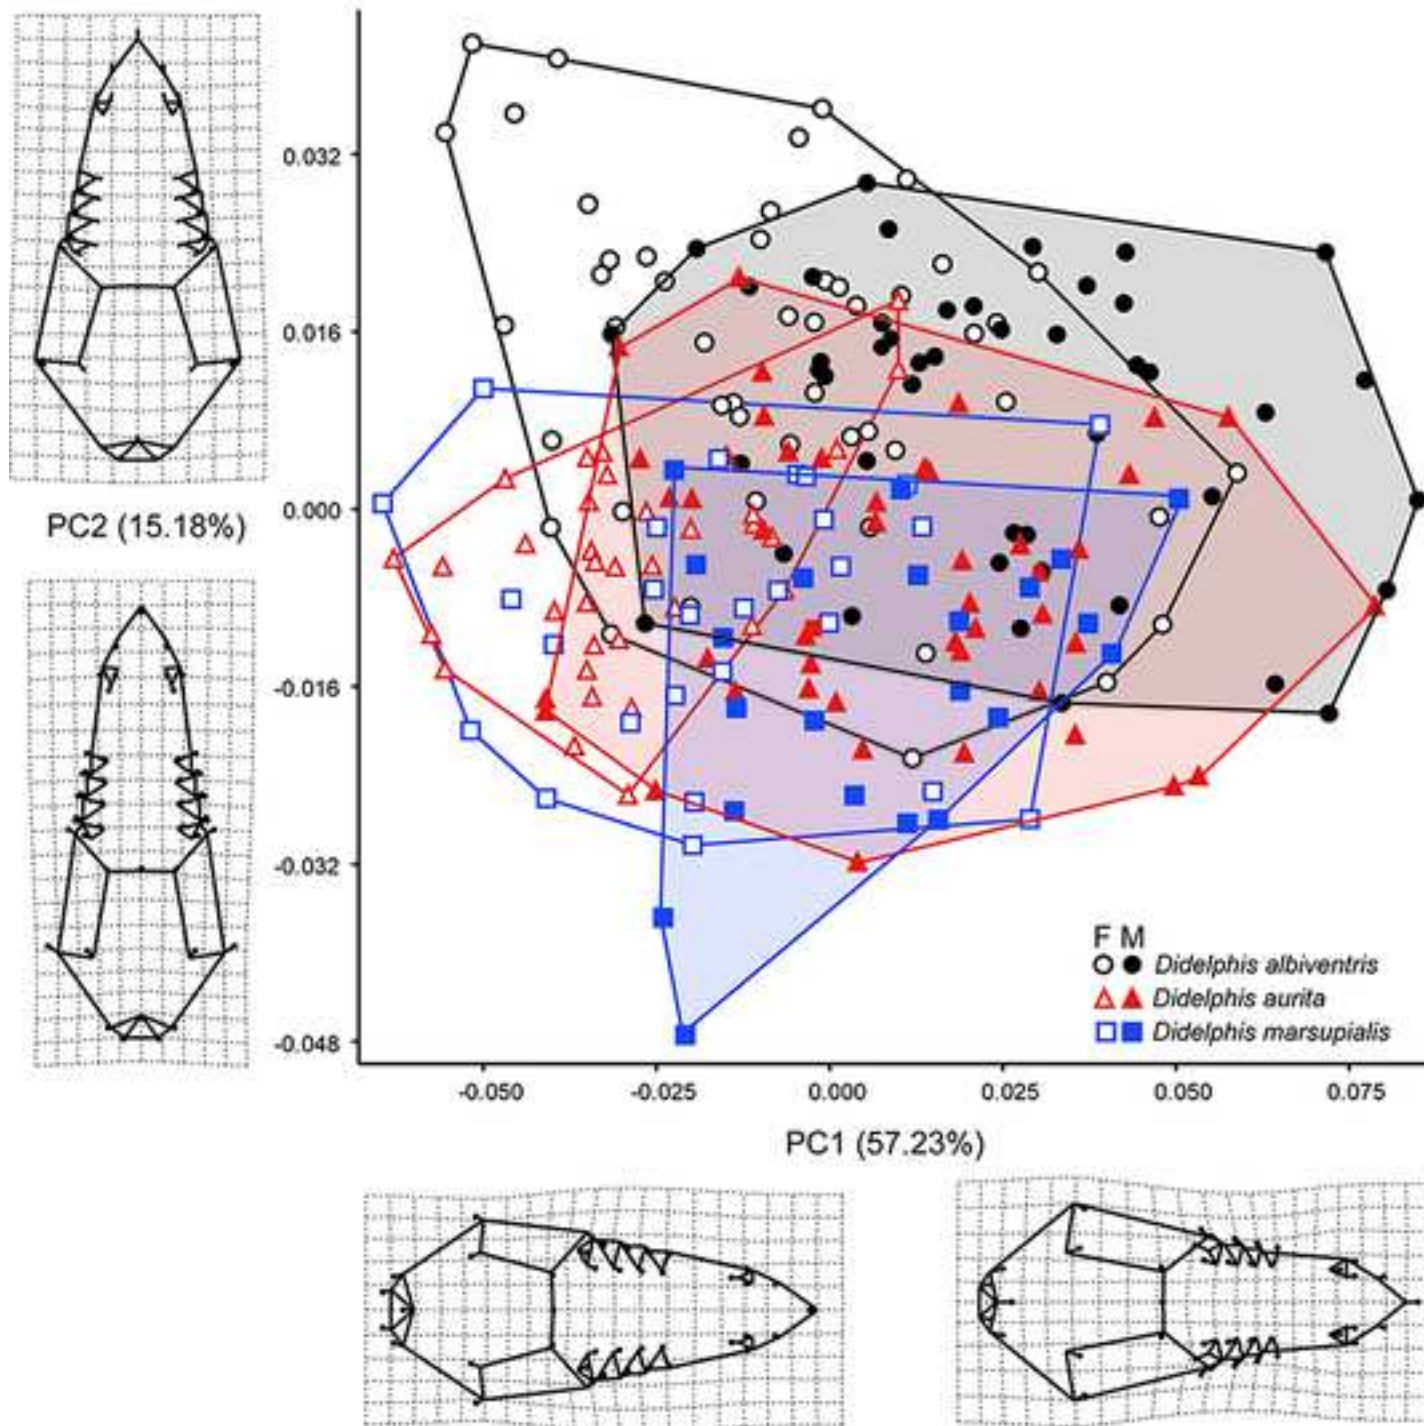 0.032
0.016
0.000
-0.016
-0.032
-0.048
PC2 (15.18%)
F M
Didelphis albiventris
Didelphis aurita
Didelphis marsupialis
-0.050 -0.025 0.000 0.025 0.050 0.075
PC1 (57.23%)